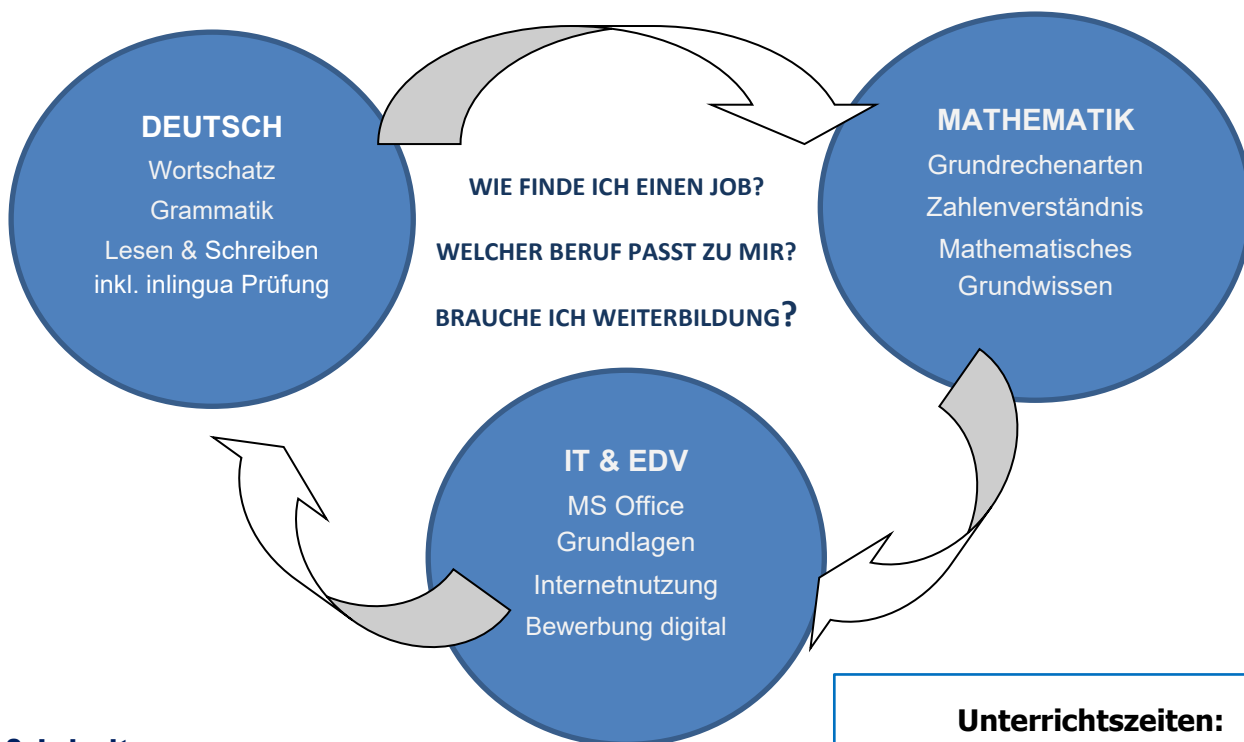 DEUTSCH
Wortschatz
Grammatik
Lesen & Schreiben
inkl. inlingua Prüfung
WIE FINDE ICH EINEN JOB?
WELCHER BERUF PASST ZU MIR?
BRAUCHE ICH WEITERBILDUNG?
MATHEMATIK
Grundrechenarten
Zahlenverständnis
Mathematisches
Grundwissen
IT & EDV
MS Office
Grundlagen
Internetnutzung
Bewerbung digital
Unterrichtszeiten: